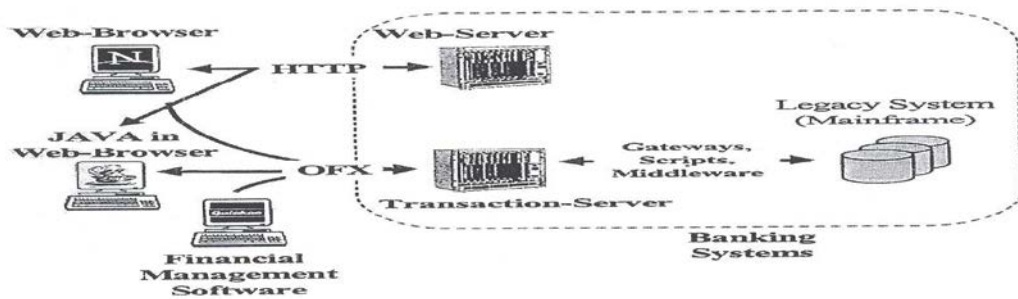 Web-Browser
N
HTTP
Web-Server
JAVA in
Web-Browser
OFX
Transaction-Server
Gateways,
Scripts,
Middleware
Legacy System
(Mainframe)
Quicken
Financial
Management
Software
Banking
Systems